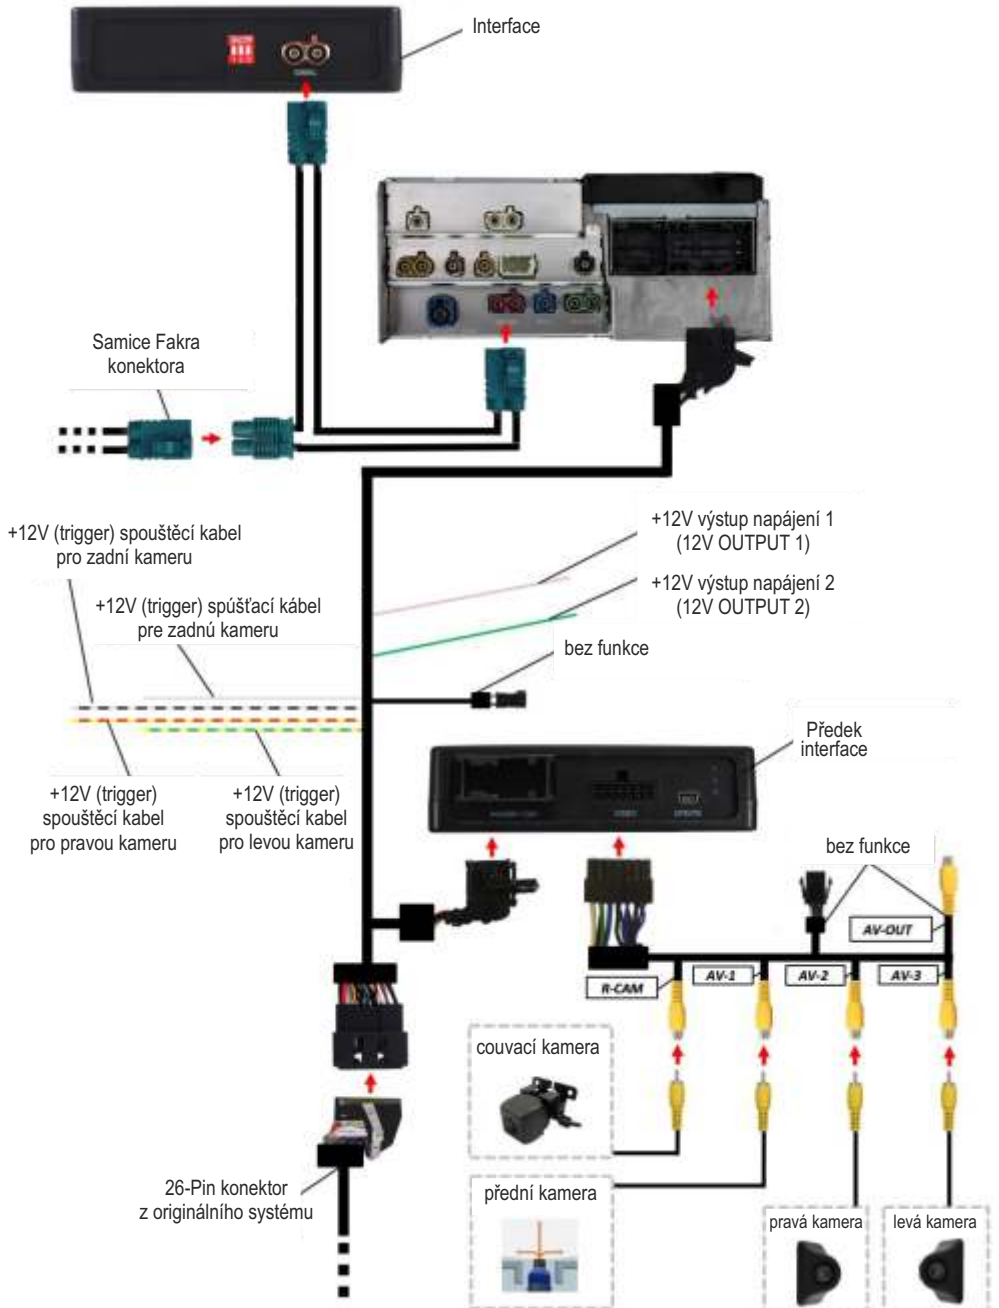 Interface
Samice Fakra
konektora
+12V (trigger) spouštěcí kabel
pro zadní kameru
+12V výstup napájení 1
(12V OUTPUT 1)
+12V (trigger) spúšťací kábel
pre zadnú kameru
+12V výstup napájení 2
(12V OUTPUT 2)
bez funkce
Předek
interface
+12V (trigger)
spouštěcí kabel
pro pravou kameru
+12V (trigger)
spouštěcí kabel
pro levou kameru
bez funkce
AV-OUT
R-CAM
AV-1
AV-2
AV-3
couvací kamera
26-Pin konektor
z originálního systému
přední kamera
pravá kamera
levá kamera